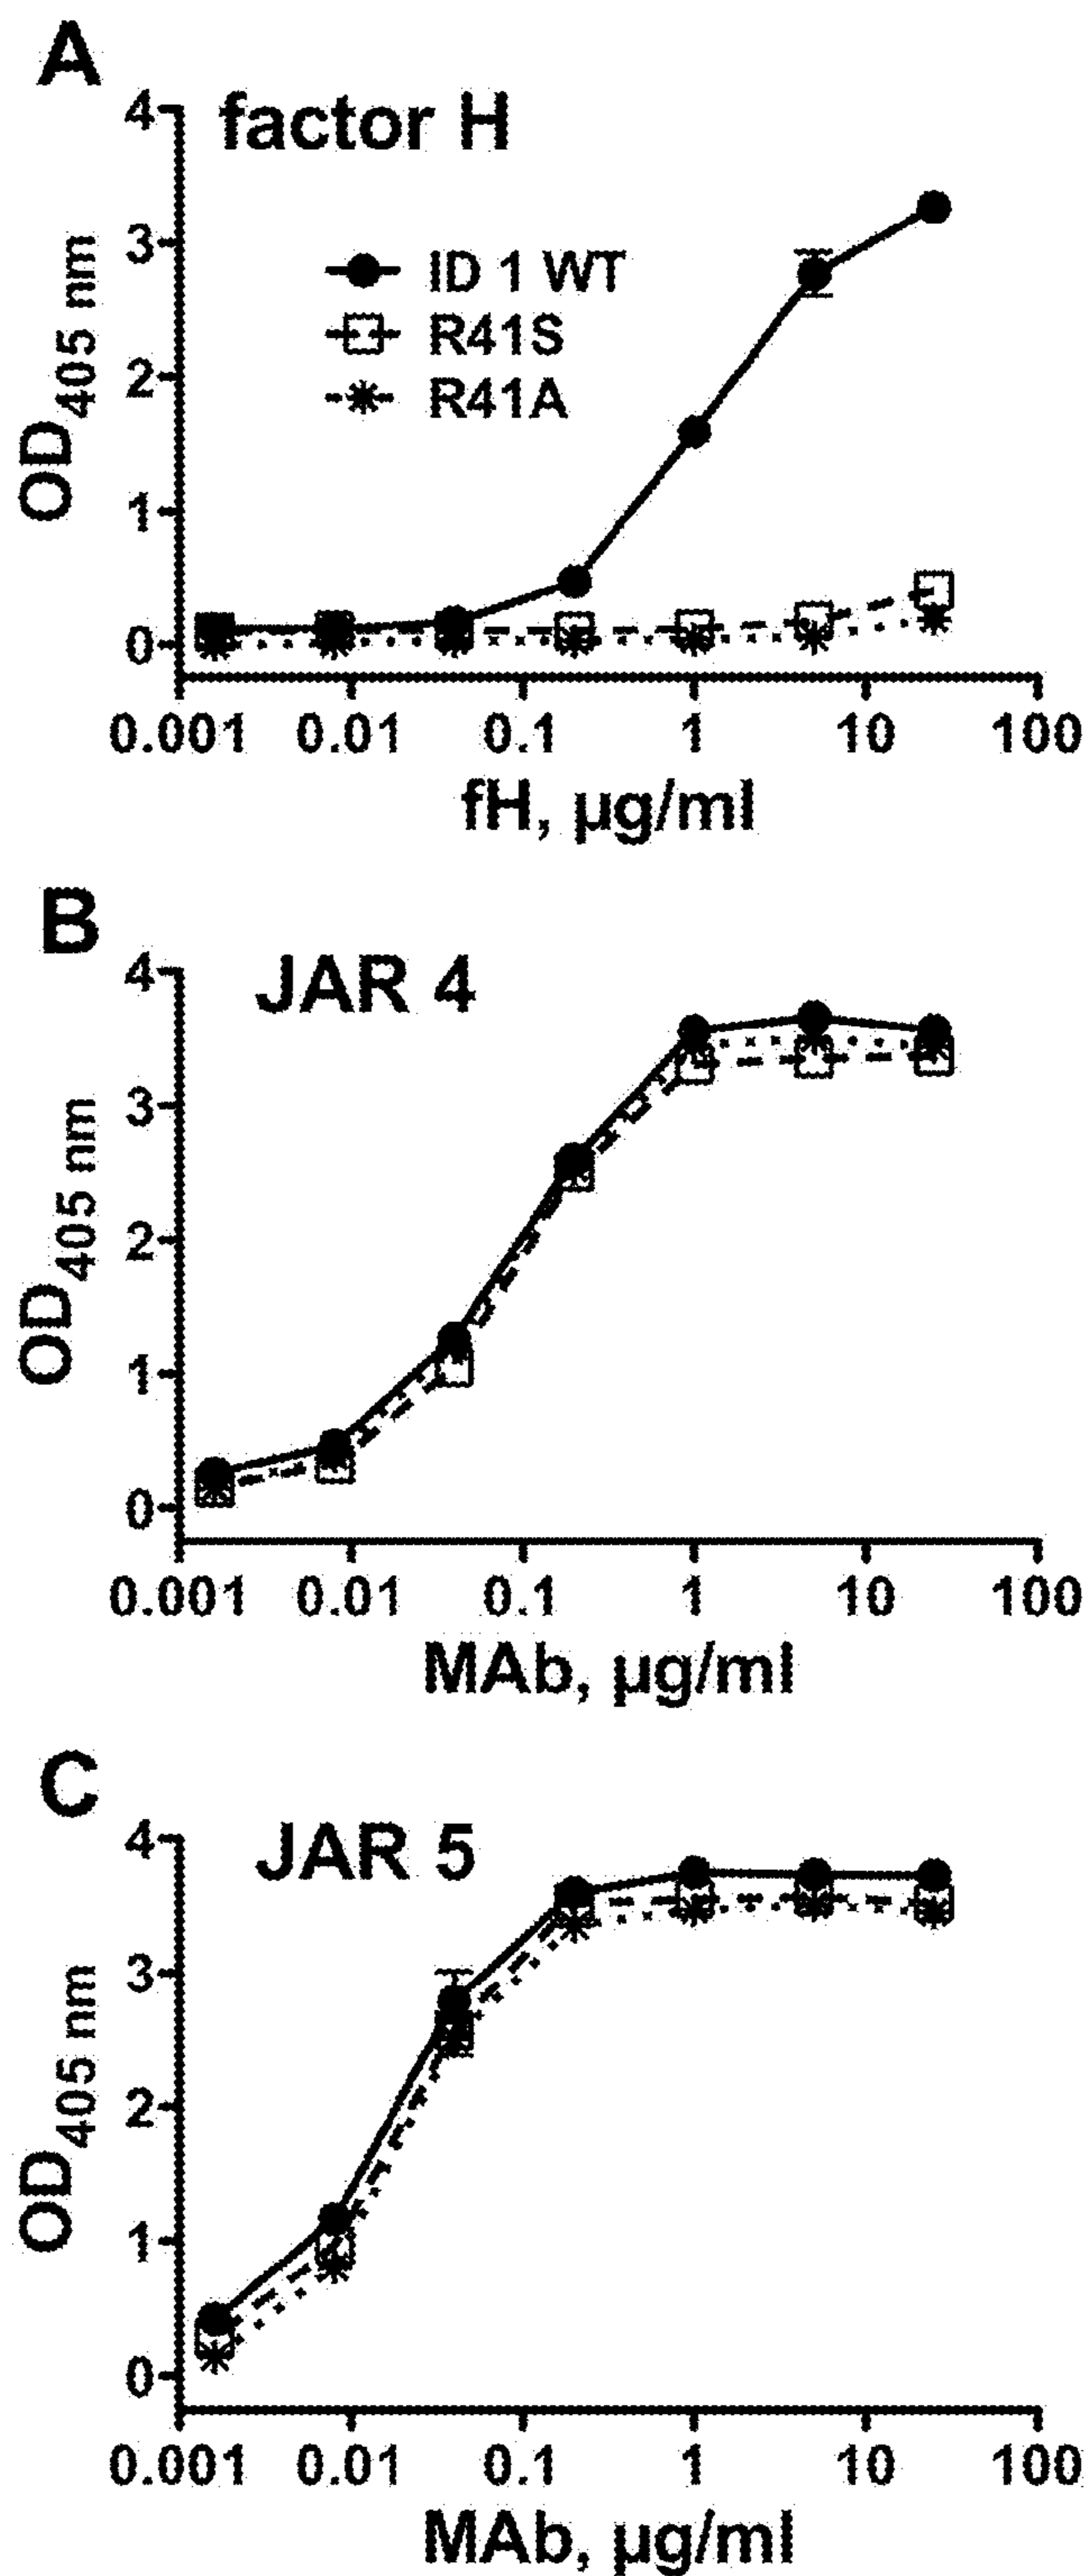 A
factor H
4
3
2
1
0
OD405 nm
ID 1 WT
R41S
R41A
0.001 0.01 0.1 1 10 100
fH, µg/ml
B
JAR 4
4
3
2
1
0
OD405 nm
0.001 0.01 0.1 1 10 100
MAb, µg/ml
C
JAR 5
4
3
2
1
0
OD405 nm
0.001 0.01 0.1 1 10 100
MAb, µg/ml